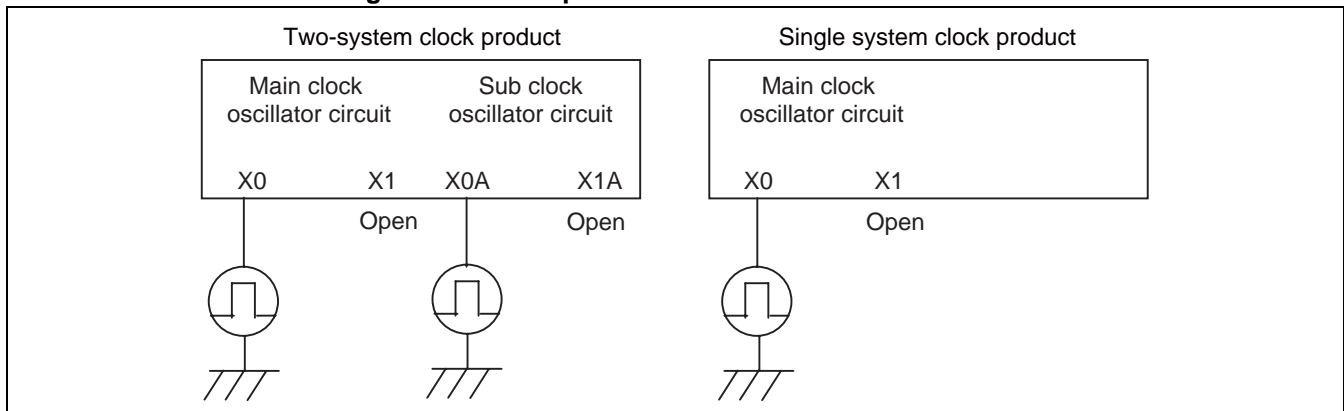 Two-system clock product
Main clock
oscillator circuit
Sub clock
oscillator circuit
X0 X1 X0A X1A
Open Open
Single system clock product
Main clock
oscillator circuit
X0 X1
Open